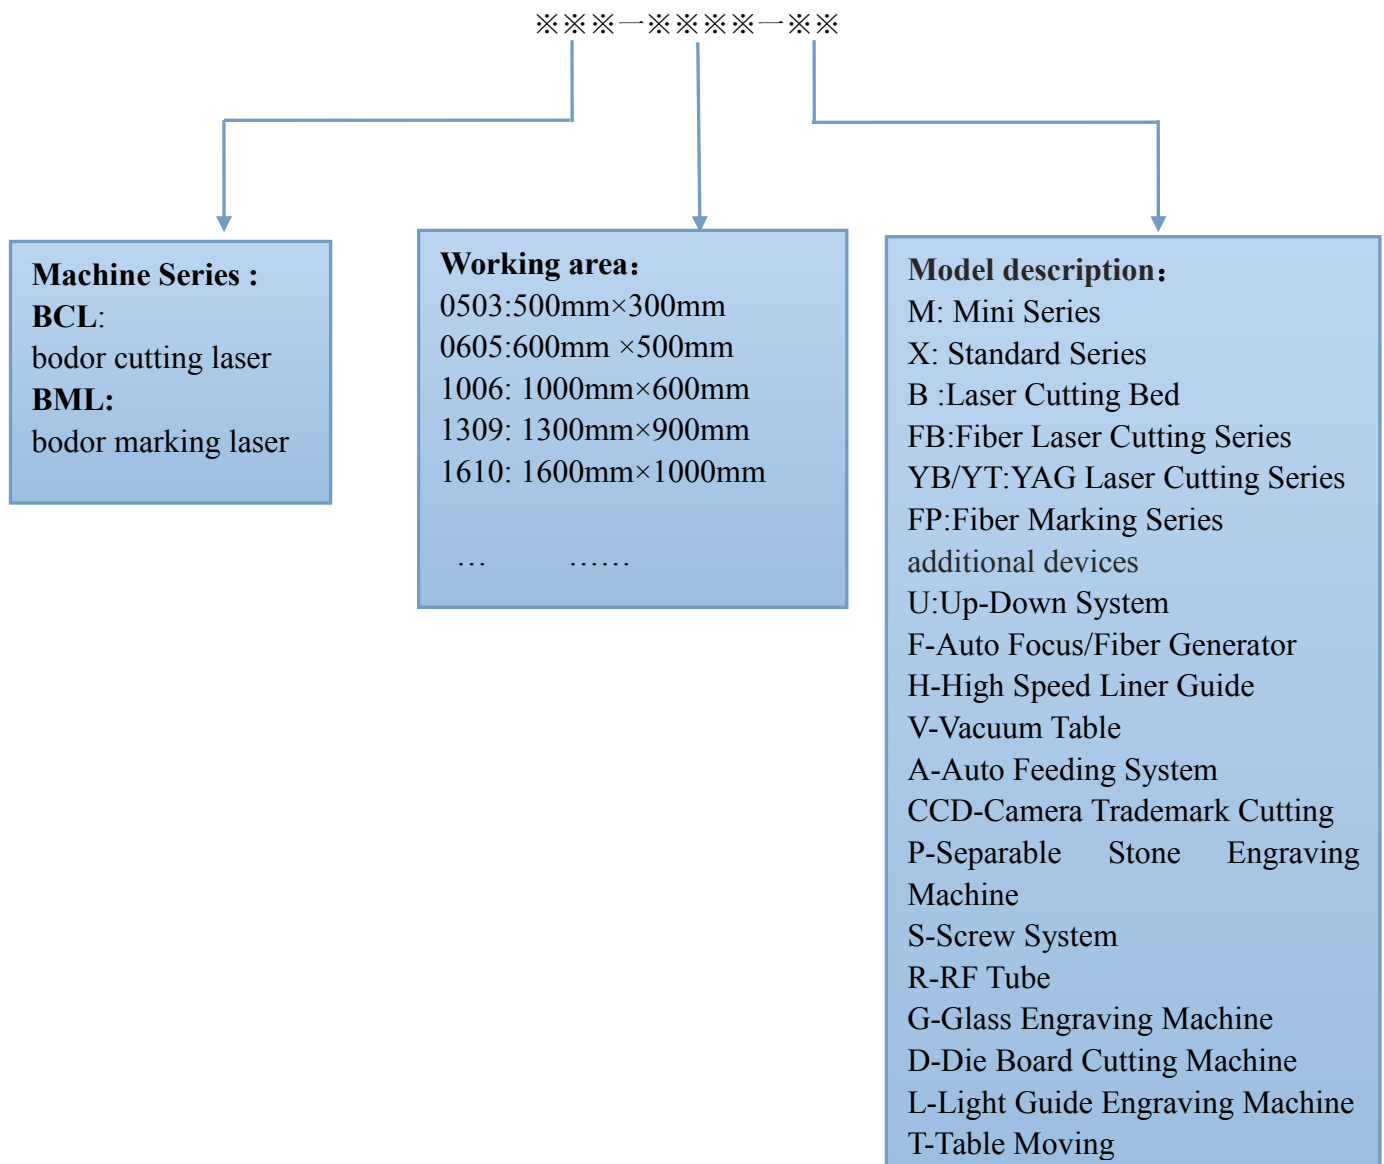 ※※※一※※※※一※※
Machine Series :
BCL:
bodor cutting laser
BML:
bodor marking laser
Working area：
0503:500mm×300mm
0605:600mm ×500mm
1006: 1000mm×600mm
1309: 1300mm×900mm
1610: 1600mm×1000mm
… ……
Model description：
M: Mini Series
X: Standard Series
B :Laser Cutting Bed
FB:Fiber Laser Cutting Series
YB/YT:YAG Laser Cutting Series
FP:Fiber Marking Series
additional devices
U:Up-Down System
F-Auto Focus/Fiber Generator
H-High Speed Liner Guide
V-Vacuum Table
A-Auto Feeding System
CCD-Camera Trademark Cutting
P-Separable Stone Engraving
Machine
S-Screw System
R-RF Tube
G-Glass Engraving Machine
D-Die Board Cutting Machine
L-Light Guide Engraving Machine
T-Table Moving